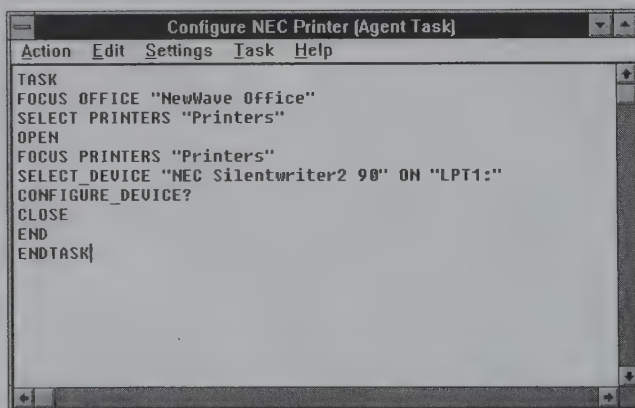 Configure NEC Printer (Agent Task)
Action Edit Settings Task Help
TASK
FOCUS OFFICE "NewWave Office"
SELECT PRINTERS "Printers"
OPEN
FOCUS PRINTERS "Printers"
SELECT_DEVICE "NEC Silentwriter2 90" ON "LPT1:"
CONFIGURE_DEVICE?
CLOSE
END
ENDTASK